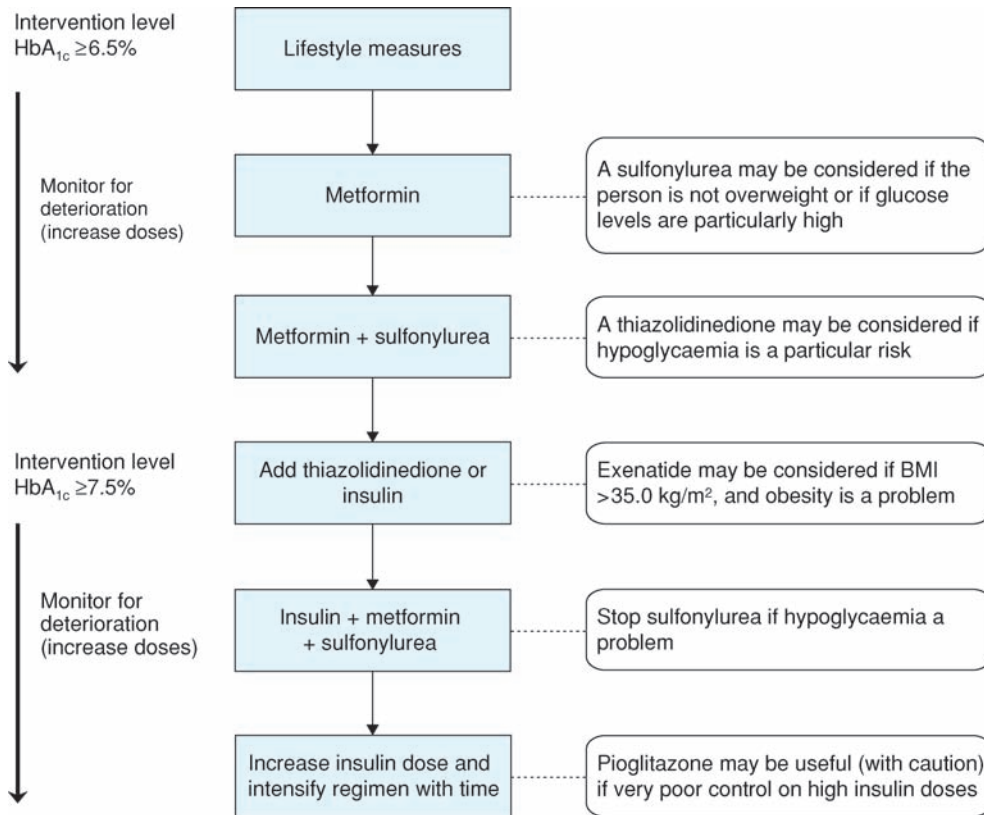 Intervention level
HbA1c ≥6.5%
Lifestyle measures
Monitor for
deterioration
(increase doses)
Metformin
A sulfonylurea may be considered if the
person is not overweight or if glucose
levels are particularly high
Metformin + sulfonylurea
A thiazolidinedione may be considered if
hypoglycaemia is a particular risk
Intervention level
HbA1c ≥7.5%
Add thiazolidinedione or
insulin
Exenatide may be considered if BMI
>35.0 kg/m², and obesity is a problem
Monitor for
deterioration
(increase doses)
Insulin + metformin
+ sulfonylurea
Stop sulfonylurea if hypoglycaemia a
problem
Increase insulin dose and
intensify regimen with time
Pioglitazone may be useful (with caution)
if very poor control on high insulin doses